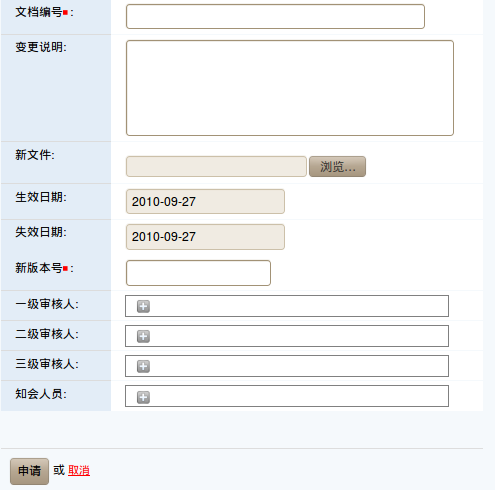 文档编号 :
变更说明:
新文件:
浏览...
生效日期: 2010-09-27
失效日期: 2010-09-27
新版本号 :
一级审核人:
二级审核人:
三级审核人:
知会人员:
申请 或 取消